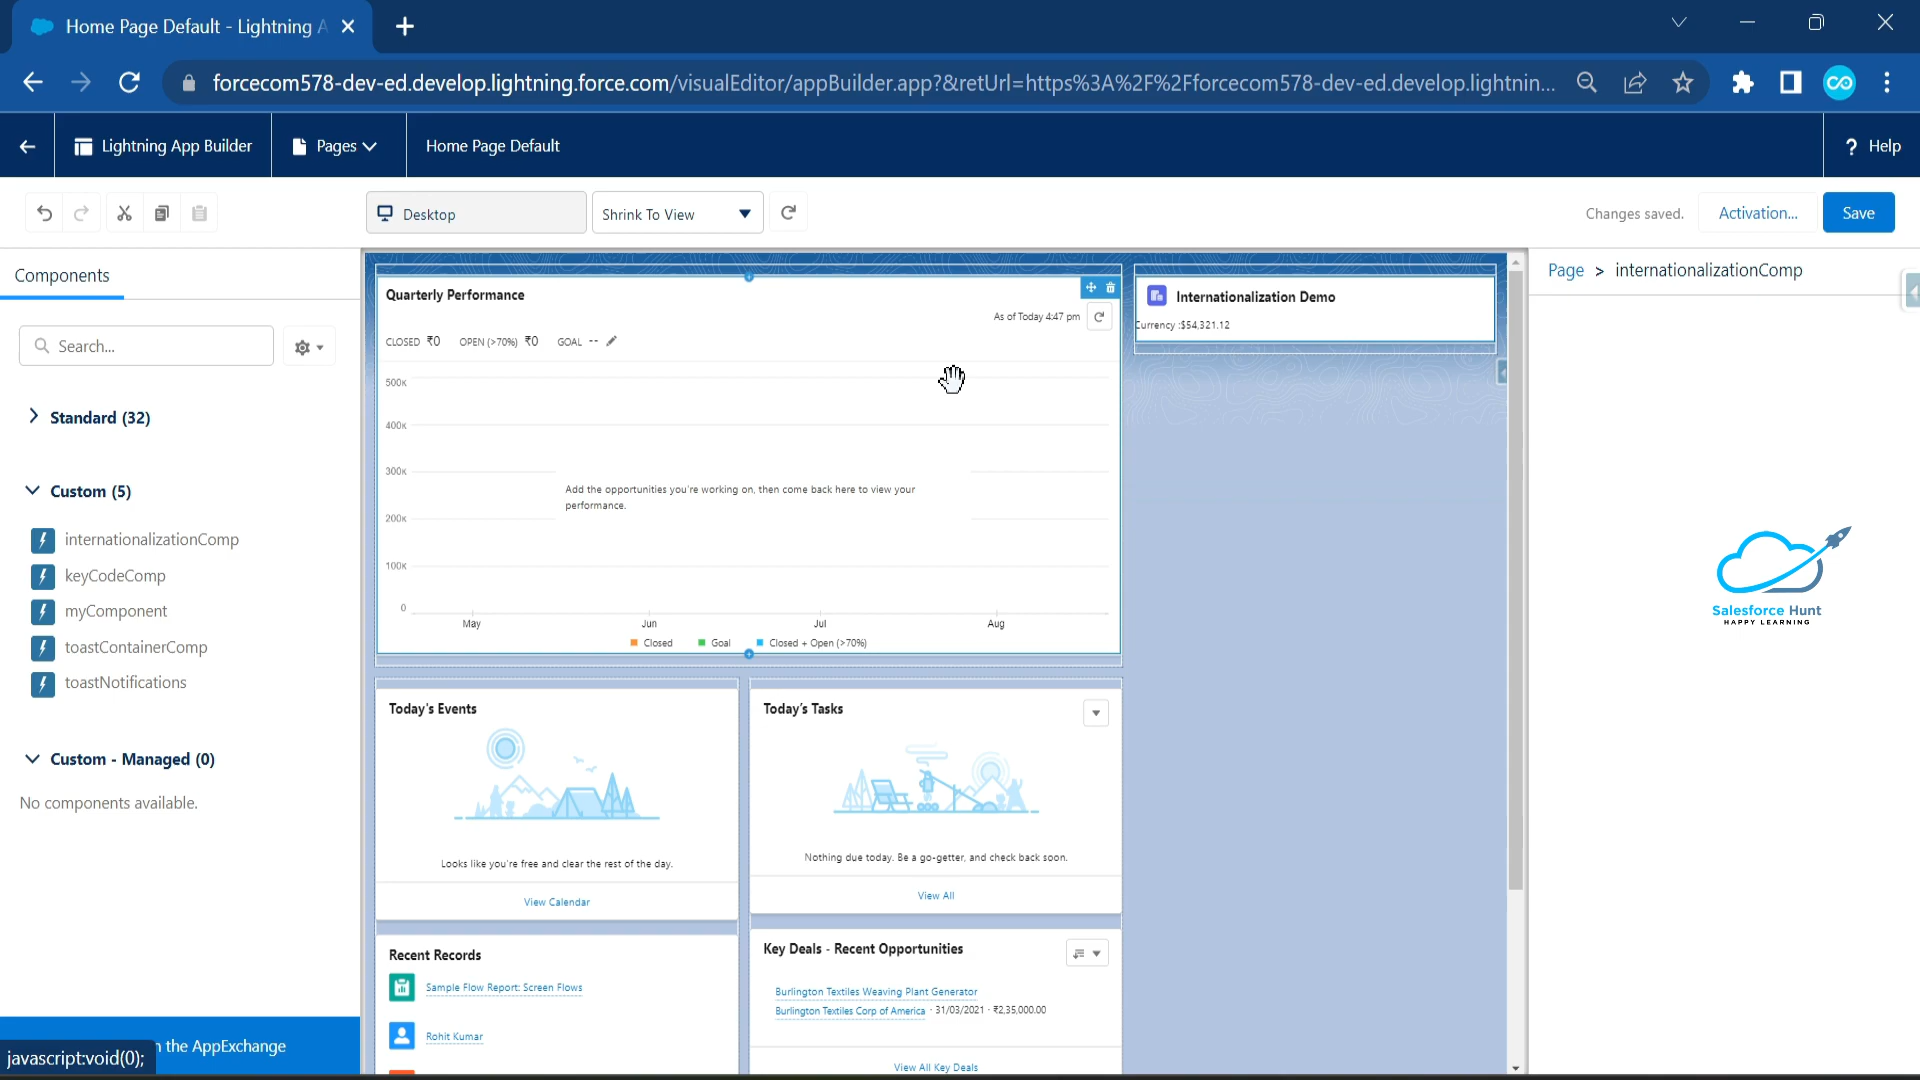 Home Page Default - Lightning A
forcecom578-dev-ed.develop.lightning.force.com/visualEditor/appBuilder.app?&retUrl=https%3A%2F%2Fforcecom578-dev-ed.develop.lightnin...
Lightning App Builder
Pages
Home Page Default
? Help
Desktop
Shrink To View
Changes saved.
Activation...
Save
Components
Search...
Standard (32)
Custom (5)
internationalizationComp
keyCodeComp
myComponent
toastContainerComp
toastNotifications
Custom - Managed (0)
No components available.
the AppExchange
javascript:void(0);
Quarterly Performance
As of Today 4:47 pm
CLOSED ₹0 OPEN (>70%) ₹0 GOAL --
500K
400K
300K
200K
100K
0
Add the opportunities you're working on, then come back here to view your
performance.
May Jun Jul Aug
Closed Goal Closed + Open (>70%)
Internationalization Demo
Currency :$54,321.12
Today's Events
Looks like you're free and clear the rest of the day.
View Calendar
Today's Tasks
Nothing due today. Be a go-getter, and check back soon.
View All
Recent Records
Sample Flow Report: Screen Flows
Rohit Kumar
Key Deals - Recent Opportunities
Burlington Textiles Weaving Plant Generator
Burlington Textiles Corp of America · 31/03/2021 · ₹2,35,000.00
View All Key Deals
Page > internationalizationComp
Salesforce Hunt
HAPPY LEARNING